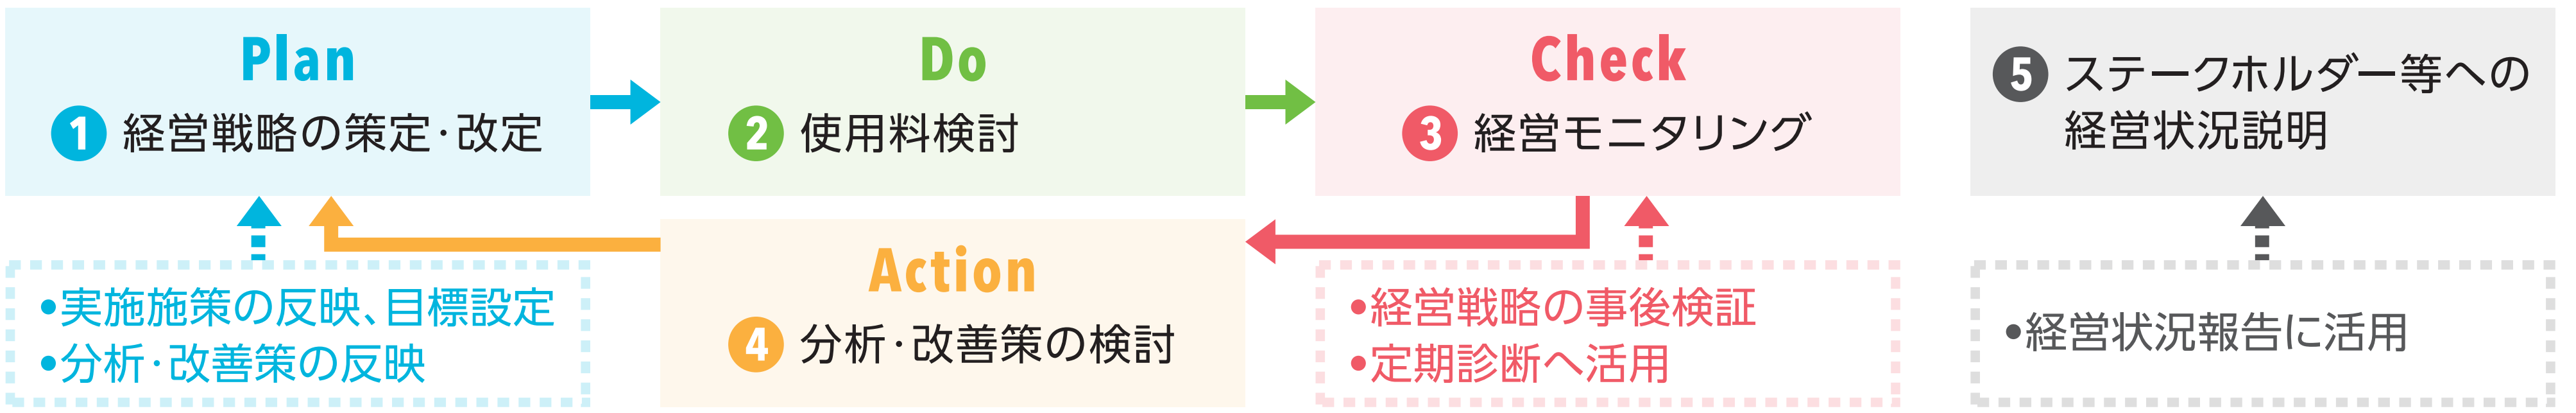 Plan
1 経営戦略の策定・改定
Do
2 使用料検討
Check
3 経営モニタリング
5 ステークホルダー等への
経営状況説明
Action
4 分析・改善策の検討
•実施施策の反映、目標設定
•分析・改善策の反映
•経営戦略の事後検証
•定期診断へ活用
•経営状況報告に活用